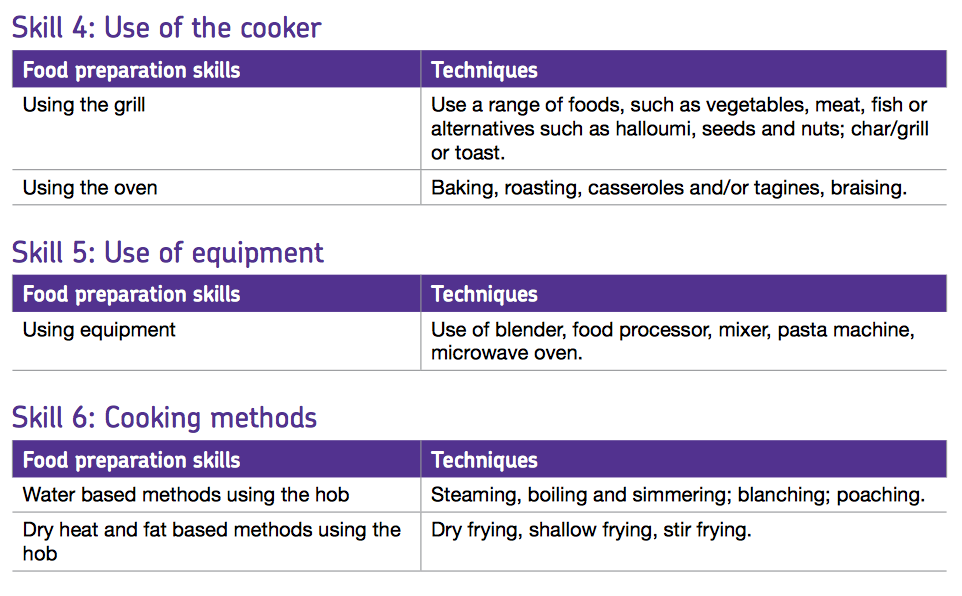 Skill 4: Use of the cooker
Food preparation skills
Techniques
Using the grill
Use a range of foods, such as vegetables, meat, fish or
alternatives such as halloumi, seeds and nuts; char/grill
or toast.
Using the oven
Baking, roasting, casseroles and/or tagines, braising.
Skill 5: Use of equipment
Food preparation skills
Techniques
Using equipment
Use of blender, food processor, mixer, pasta machine,
microwave oven.
Skill 6: Cooking methods
Food preparation skills
Techniques
Water based methods using the hob
Steaming, boiling and simmering; blanching; poaching.
Dry heat and fat based methods using the
hob
Dry frying, shallow frying, stir frying.